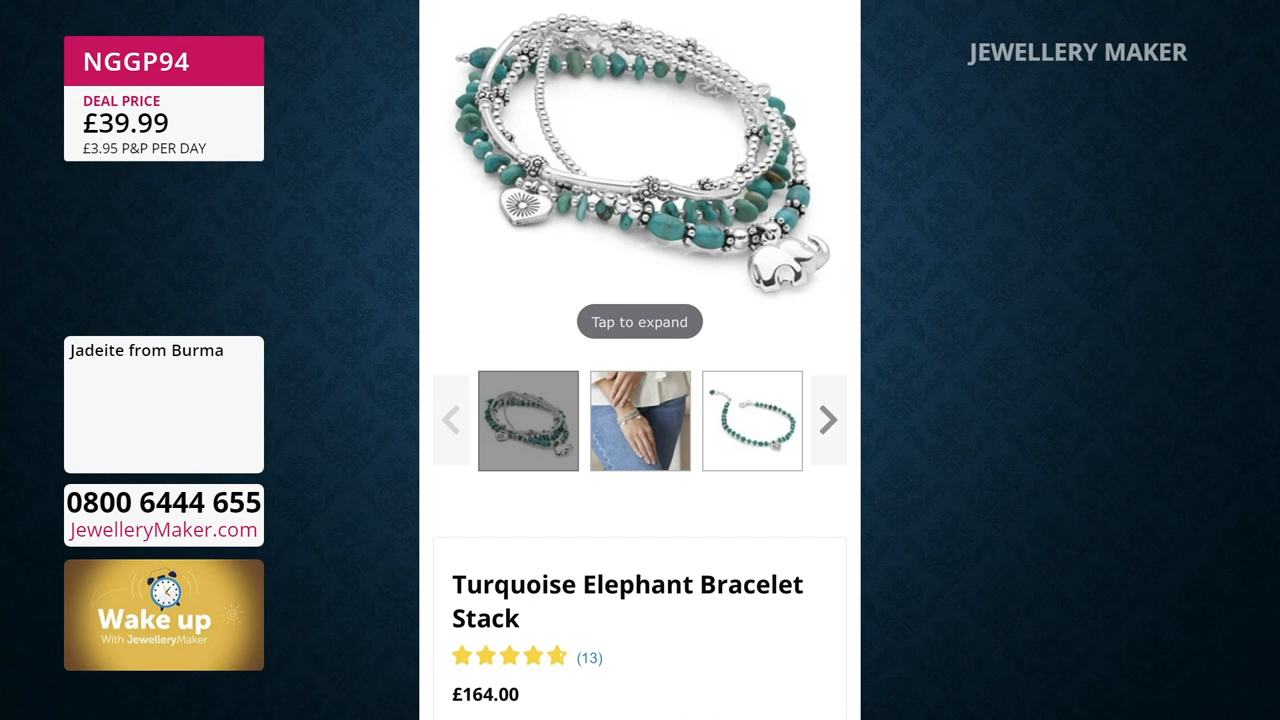 NGGP94
DEAL PRICE
£39.99
£3.95 P&P PER DAY
Jadeite from Burma
0800 6444 655
JewelleryMaker.com
Wake up
With JewelleryMaker
Tap to expand
Turquoise Elephant Bracelet
Stack
(13)
£164.00
JEWELLERY MAKER